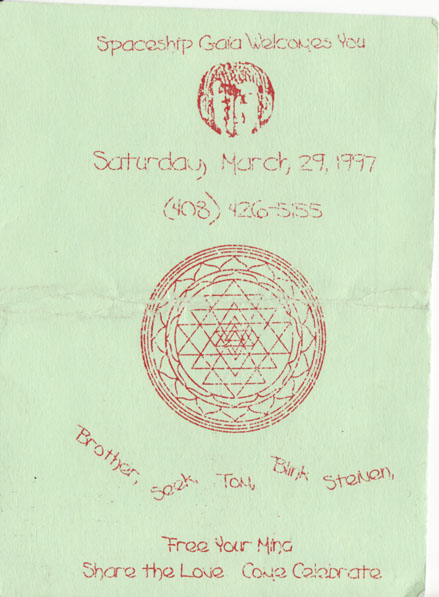 Spaceship Gaia Welcomes You
Saturday, March, 29, 1997
(408) 426-5155
Brother, Seek, Tom, Blink Steven,
Free Your Mind
Share the Love Come Celebrate